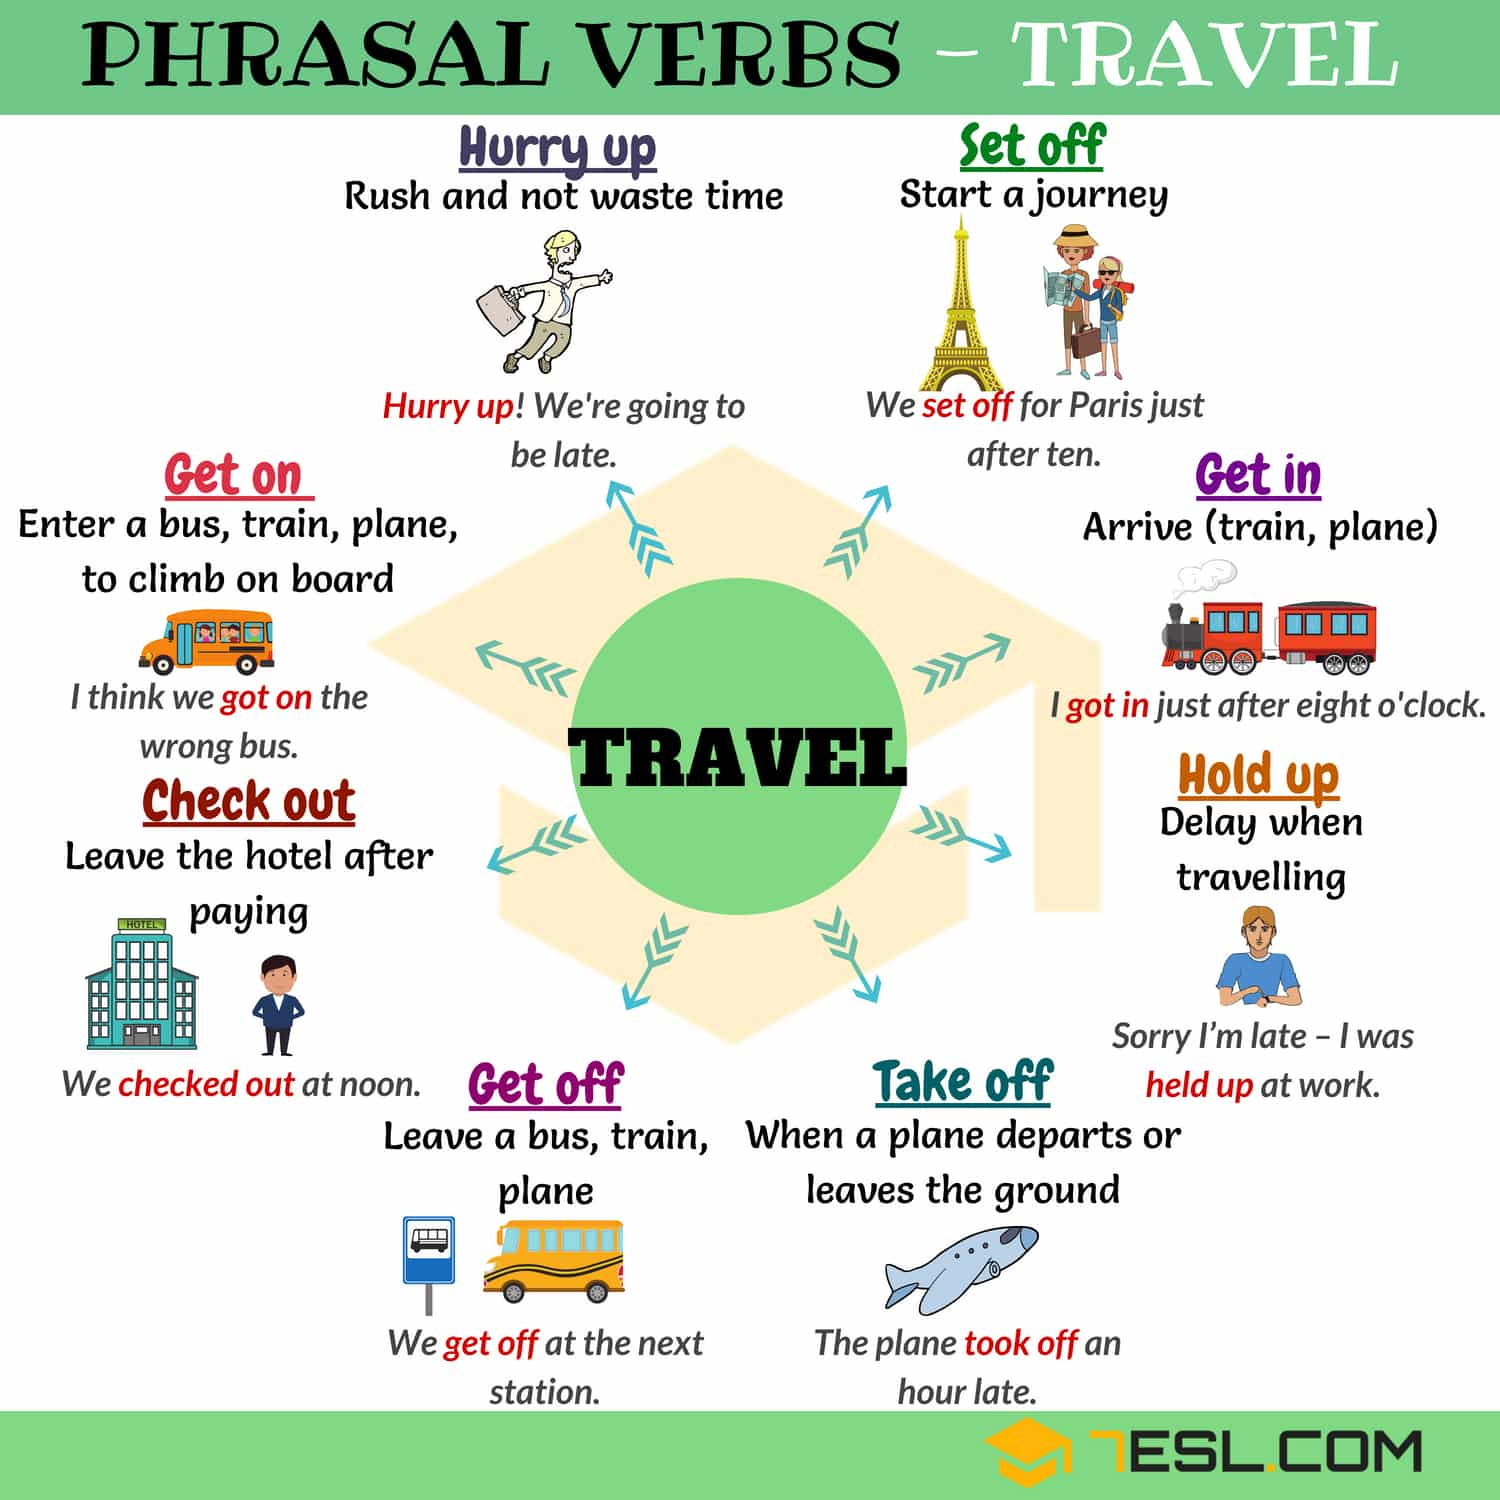 PHRASAL VERBS - TRAVEL
Hurry up
Rush and not waste time
Hurry up! We're going to
be late.
Set off
Start a journey
We set off for Paris just
after ten.
Get on
Enter a bus, train, plane,
to climb on board
I think we got on the
wrong bus.
Get in
Arrive (train, plane)
I got in just after eight o'clock.
TRAVEL
Check out
Leave the hotel after
paying
HOTEL
We checked out at noon.
Hold up
Delay when
travelling
Sorry I’m late – I was
held up at work.
Get off
Leave a bus, train,
plane
We get off at the next
station.
Take off
When a plane departs or
leaves the ground
The plane took off an
hour late.
7ESL.COM